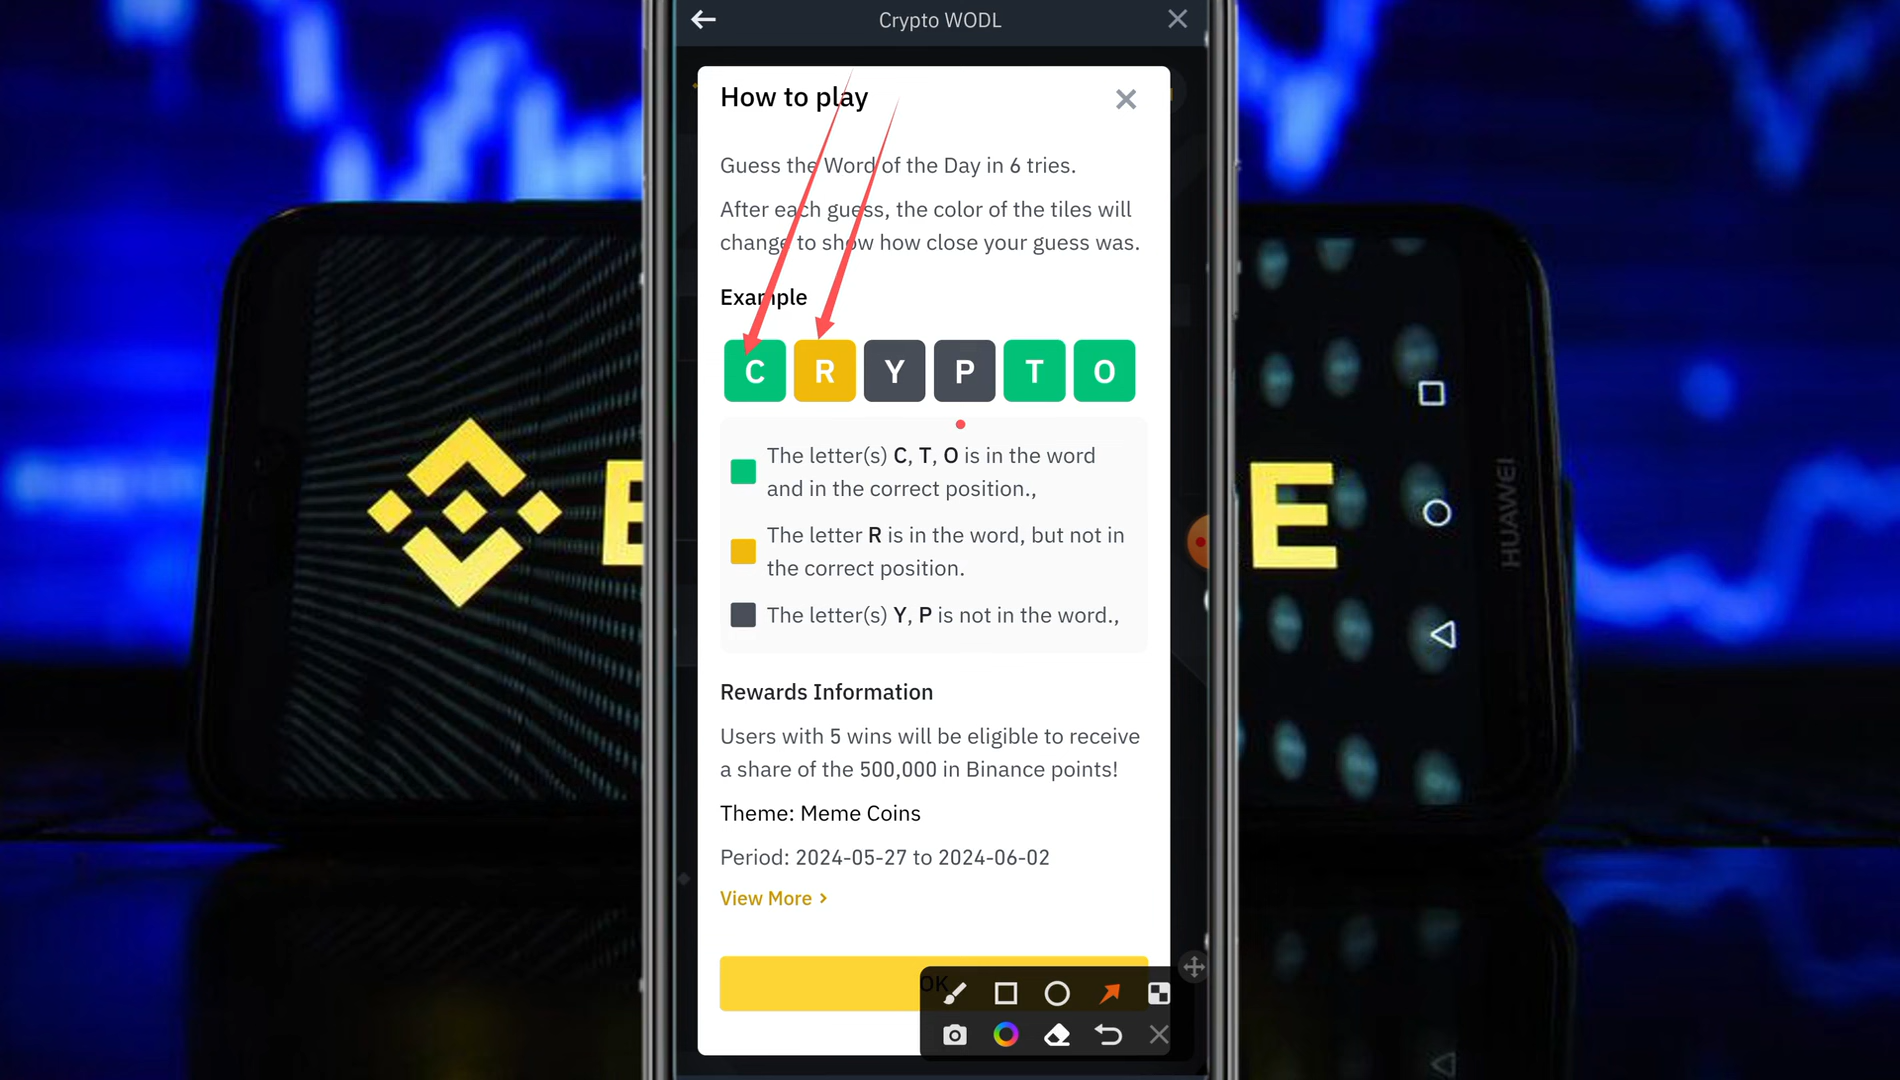 Crypto WODL
How to play
Guess the Word of the Day in 6 tries.
After each guess, the color of the tiles will
change to show how close your guess was.
Example
C R Y P T O
The letter(s) C, T, O is in the word
and in the correct position.,
The letter R is in the word, but not in
the correct position.
The letter(s) Y, P is not in the word.,
Rewards Information
Users with 5 wins will be eligible to receive
a share of the 500,000 in Binance points!
Theme: Meme Coins
Period: 2024-05-27 to 2024-06-02
View More >
OK
E
HUAWEI